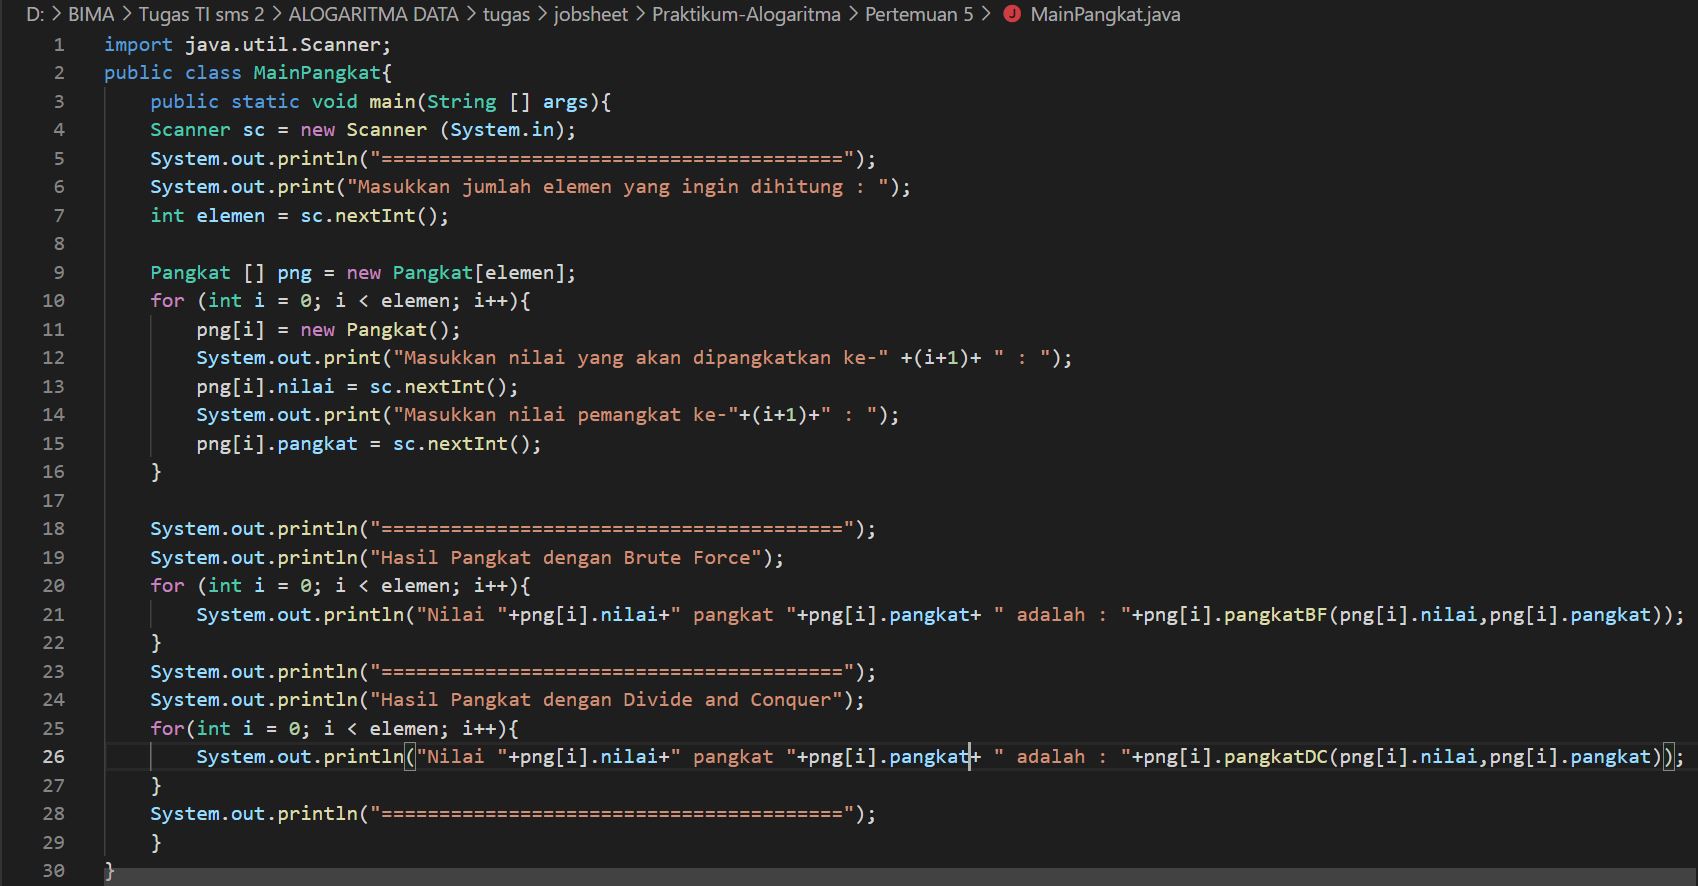 D: > BIMA > Tugas TI sms 2 > ALOGARITMA DATA > tugas > jobsheet > Praktikum-Alogaritma > Pertemuan 5 > J MainPangkat.java
1 import java.util.Scanner;
2 public class MainPangkat{
3     public static void main(String [] args){
4     Scanner sc = new Scanner (System.in);
5     System.out.println("========================================");
6     System.out.print("Masukkan jumlah elemen yang ingin dihitung : ");
7     int elemen = sc.nextInt();
8
9     Pangkat [] png = new Pangkat[elemen];
10     for (int i = 0; i < elemen; i++){
11         png[i] = new Pangkat();
12         System.out.print("Masukkan nilai yang akan dipangkatkan ke-" +(i+1)+ " : ");
13         png[i].nilai = sc.nextInt();
14         System.out.print("Masukkan nilai pemangkat ke-"+(i+1)+" : ");
15         png[i].pangkat = sc.nextInt();
16     }
17
18     System.out.println("========================================");
19     System.out.println("Hasil Pangkat dengan Brute Force");
20     for (int i = 0; i < elemen; i++){
21         System.out.println("Nilai "+png[i].nilai+" pangkat "+png[i].pangkat+ " adalah : "+png[i].pangkatBF(png[i].nilai,png[i].pangkat));
22     }
23     System.out.println("========================================");
24     System.out.println("Hasil Pangkat dengan Divide and Conquer");
25     for(int i = 0; i < elemen; i++){
26         System.out.println("Nilai "+png[i].nilai+" pangkat "+png[i].pangkat+ " adalah : "+png[i].pangkatDC(png[i].nilai,png[i].pangkat));
27     }
28     System.out.println("========================================");
29     }
30 }